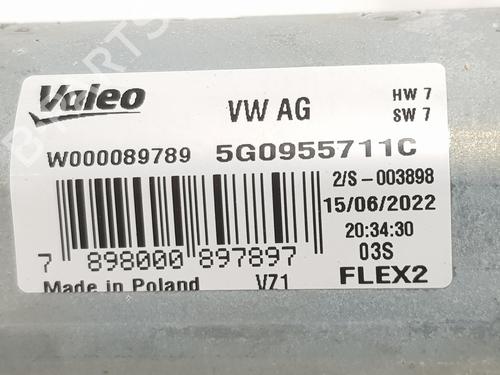 Valeo
VW AG
HW 7
SW 7
W000089789 5G0955711C
2/S-003898
15/06/2022
20:34:30
7 898000 897897
03S
Made in Poland VZ1 FLEX2